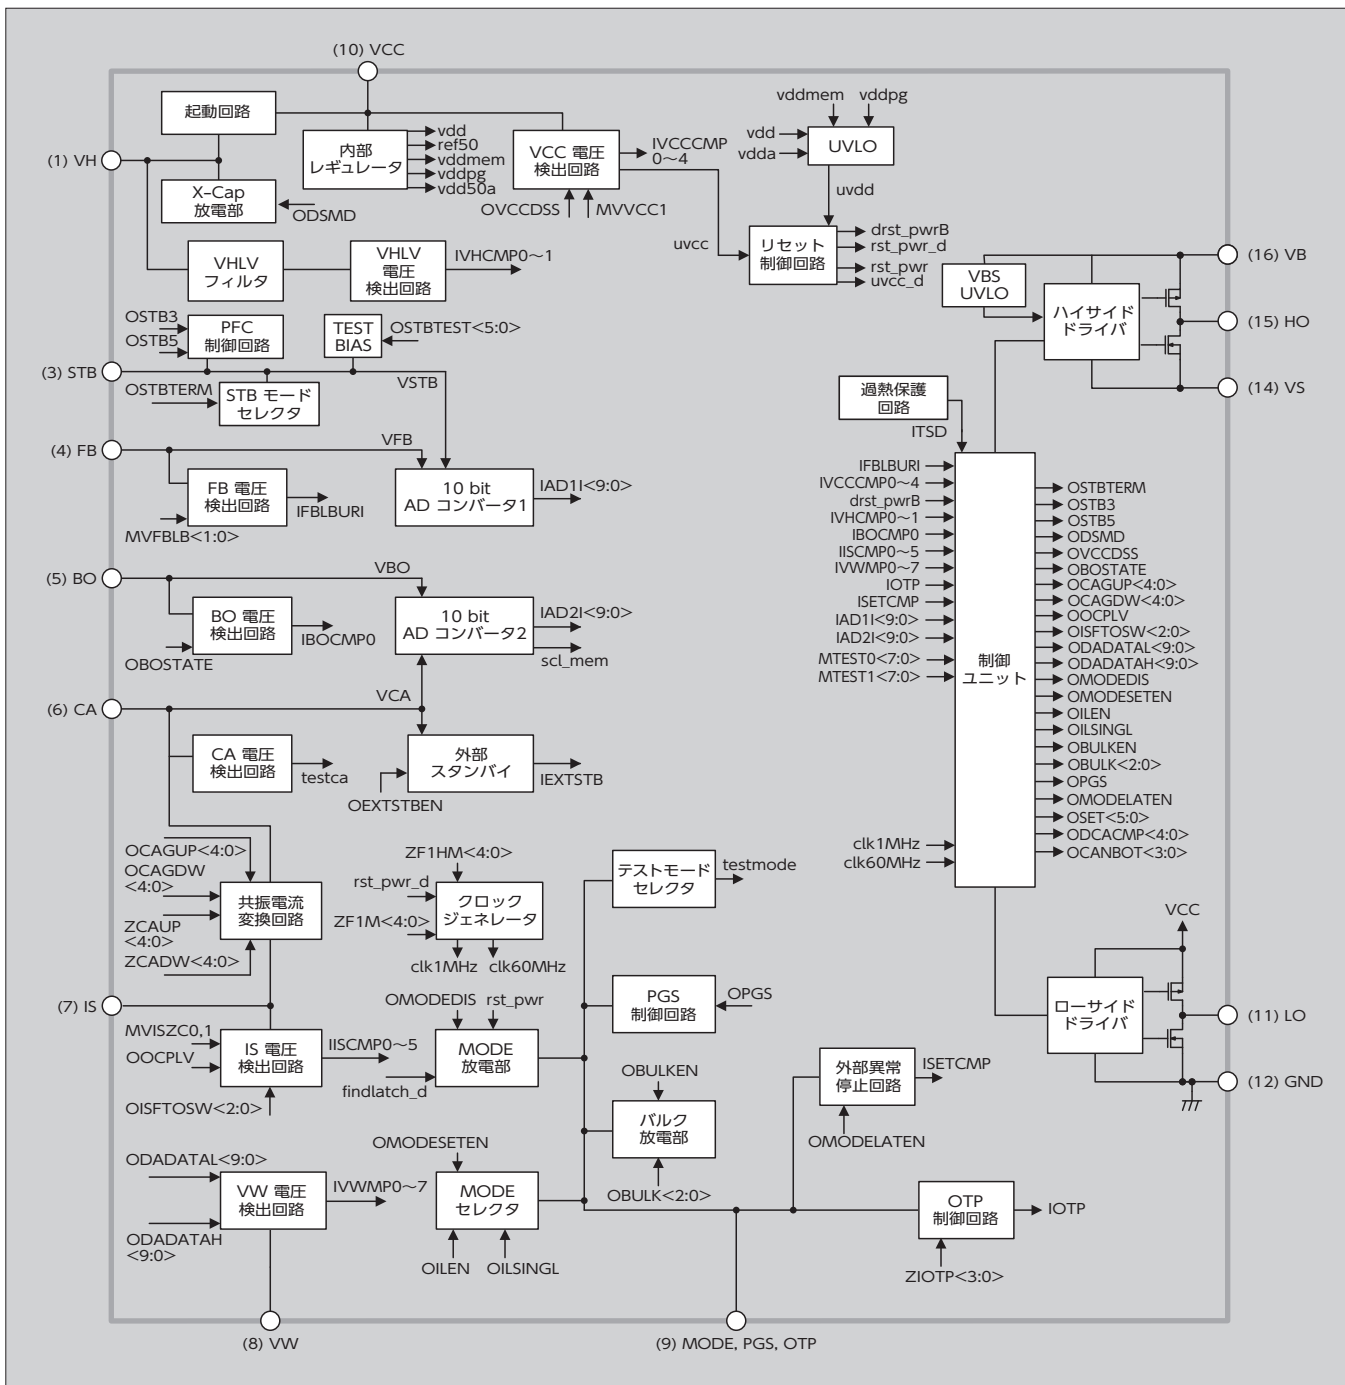 (10) VCC
起動回路
(1) VH
X-Cap
放電部
ODSMD
内部
レギュレータ
vdd
ref50
vddmem
vddpg
vdd50a
VCC 電圧
検出回路
IVCCCMP
0～4
OVCCDSS
MVVCC1
vddmem
vddpg
vdd
vdda
UVLO
uvdd
uvcc
リセット
制御回路
drst_pwrB
rst_pwr_d
rst_pwr
uvcc_d
VHLV
フィルタ
VHLV
電圧
検出回路
IVHCMP0～1
VBS
UVLO
ハイサイド
ドライバ
(16) VB
(15) HO
(14) VS
OSTB3
OSTB5
PFC
制御回路
TEST
BIAS
OSTBTEST<5:0>
(3) STB
OSTBTERM
STB モード
セレクタ
VSTB
過熱保護
回路
ITSD
(4) FB
VFB
FB 電圧
検出回路
IFBLBURI
MVFBLB<1:0>
10 bit
AD コンバータ1
IAD1I<9:0>
(5) BO
VBO
BO 電圧
検出回路
IBOCMP0
OBOSTATE
10 bit
AD コンバータ2
IAD2I<9:0>
scl_mem
(6) CA
VCA
CA 電圧
検出回路
testca
外部
スタンバイ
OEXTSTBEN
IEXTSTB
IFBLBURI
IVCCCMP0～4
drst_pwrB
IVHCMP0～1
IBOCMP0
IISCMP0～5
IVWMP0～7
IOTP
ISETCMP
IAD1I<9:0>
IAD2I<9:0>
MTEST0<7:0>
MTEST1<7:0>
clk1MHz
clk60MHz
制御
ユニット
OSTBTERM
OSTB3
OSTB5
ODSMD
OVCCDSS
OBOSTATE
OCAGUP<4:0>
OCAGDW<4:0>
OOCPLV
OISFTOSW<2:0>
ODADATAL<9:0>
ODADATAH<9:0>
OMODEDIS
OMODESETEN
OILEN
OILSINGL
OBULKEN
OBULK<2:0>
OPGS
OMODELATEN
OSET<5:0>
ODCACMP<4:0>
OCANBOT<3:0>
OCAGUP<4:0>
OCAGDW
<4:0>
ZCAUP
<4:0>
ZCADW<4:0>
共振電流
変換回路
ZF1HM<4:0>
rst_pwr_d
ZF1M<4:0>
クロック
ジェネレータ
clk1MHz
clk60MHz
テストモード
セレクタ
testmode
(7) IS
MVISZC0,1
OOCPLV
IS 電圧
検出回路
IISCMP0～5
OISFTOSW<2:0>
OMODEDIS
rst_pwr
MODE
放電部
findlatch_d
PGS
制御回路
OPGS
OBULKEN
バルク
放電部
OBULK<2:0>
外部異常
停止回路
ISETCMP
OMODELATEN
VCC
ローサイド
ドライバ
(11) LO
(12) GND
ODADATAL<9:0>
VW 電圧
検出回路
IVWMP0～7
ODADATAH
<9:0>
OMODESETEN
MODE
セレクタ
OILEN
OILSINGL
OTP
制御回路
IOTP
ZIOTP<3:0>
(8) VW
(9) MODE, PGS, OTP